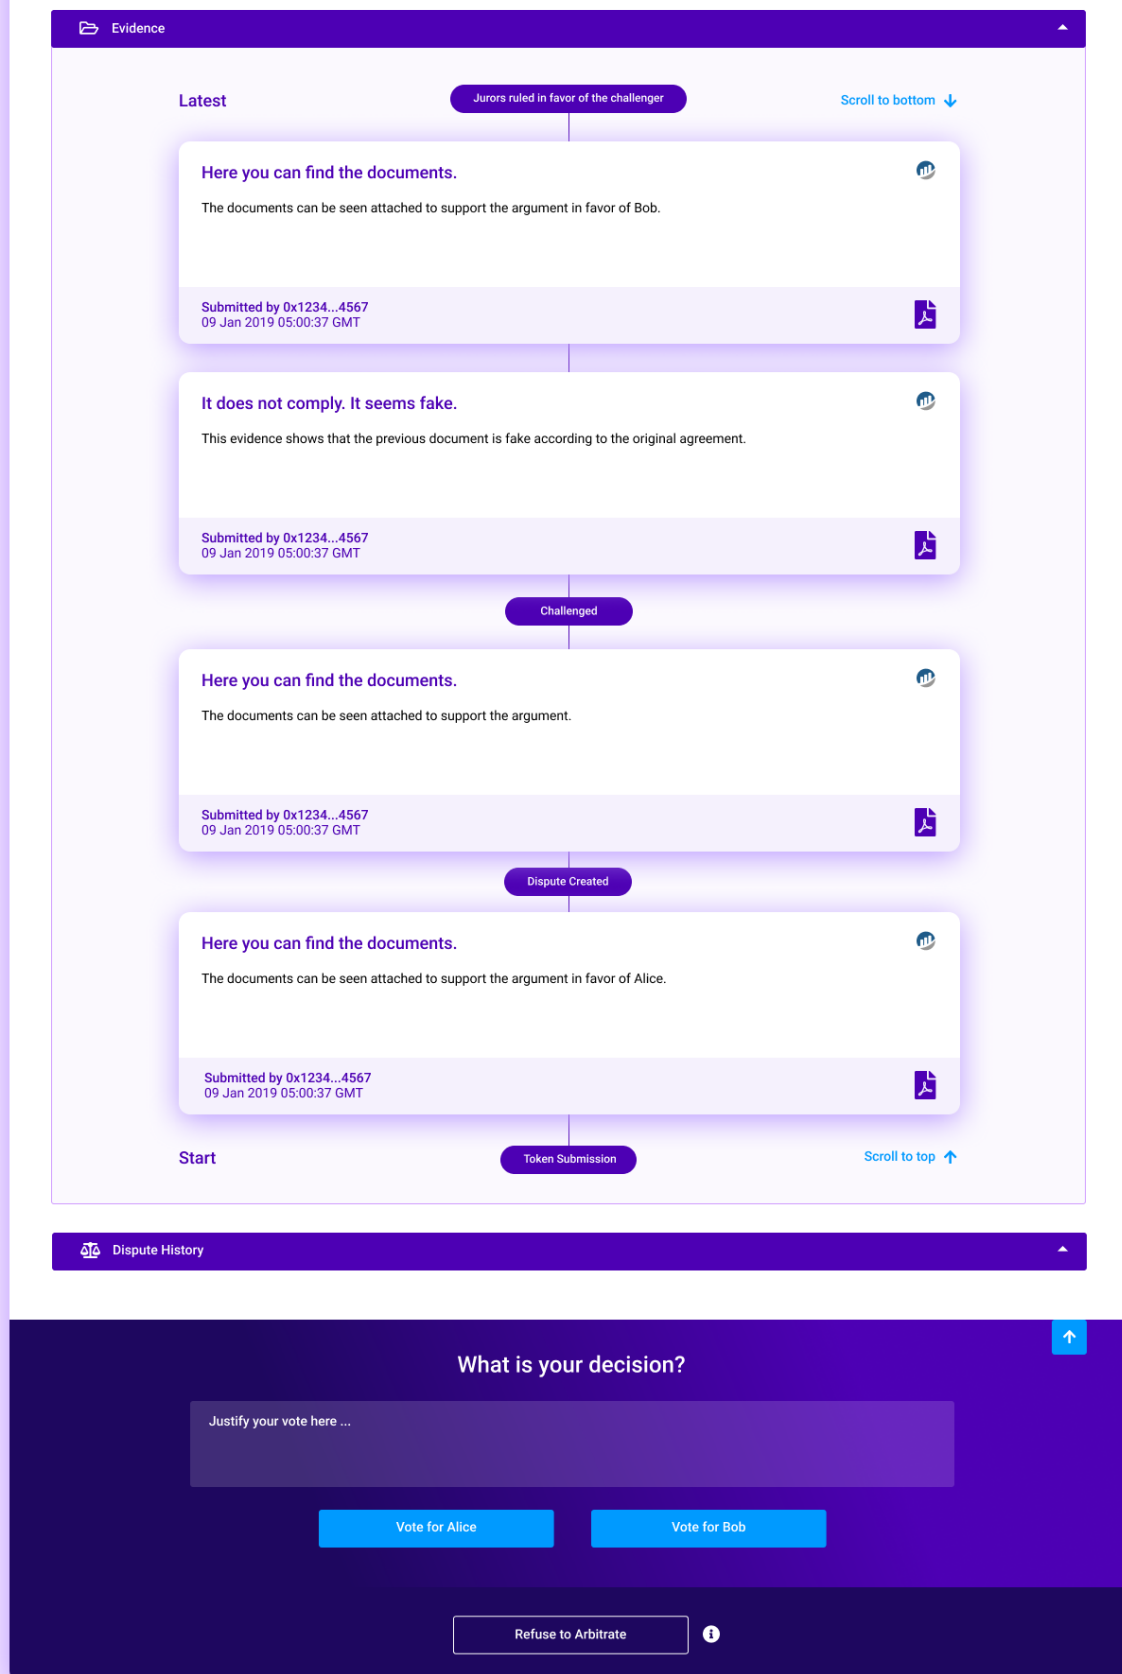 Evidence
Latest
Jurors ruled in favor of the challenger
Scroll to bottom
Here you can find the documents.
The documents can be seen attached to support the argument in favor of Bob.
Submitted by 0x1234...4567
09 Jan 2019 05:00:37 GMT
It does not comply. It seems fake.
This evidence shows that the previous document is fake according to the original agreement.
Submitted by 0x1234...4567
09 Jan 2019 05:00:37 GMT
Challenged
Here you can find the documents.
The documents can be seen attached to support the argument.
Submitted by 0x1234...4567
09 Jan 2019 05:00:37 GMT
Dispute Created
Here you can find the documents.
The documents can be seen attached to support the argument in favor of Alice.
Submitted by 0x1234...4567
09 Jan 2019 05:00:37 GMT
Start
Token Submission
Scroll to top
Dispute History
What is your decision?
Justify your vote here ...
Vote for Alice
Vote for Bob
Refuse to Arbitrate